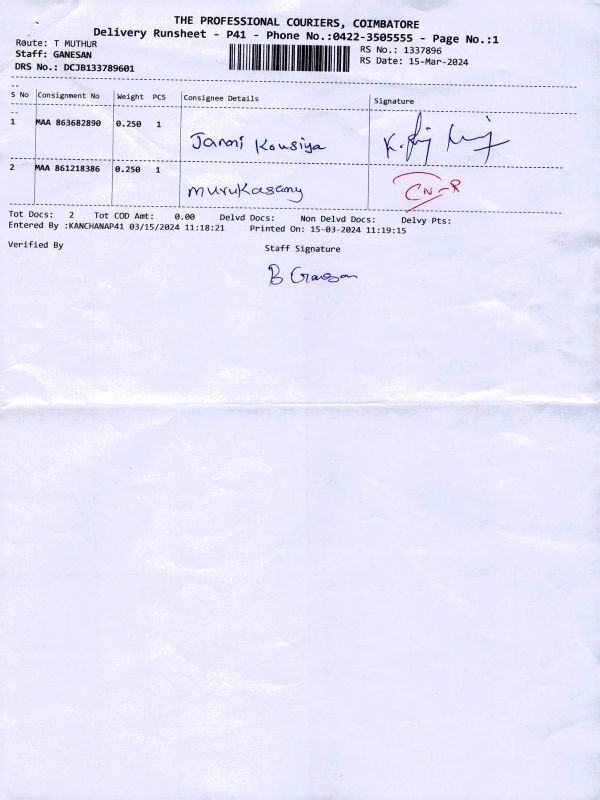 THE PROFESSIONAL COURIERS, COIMBATORE
Delivery Runsheet - P41 - Phone No.:0422-3505555 - Page No.:1
Route: T MUTHUR
Staff: GANESAN
DRS No.: DCJB133789601
RS No.: 1337896
RS Date: 15-Mar-2024
S No Consignment No Weight PCS Consignee Details Signature
1 MAA 863682890 0.250 1 Janni Kousiya
2 MAA 861218386 0.250 1 Murukasamy CN-R
Tot Docs: 2 Tot COD Amt: 0.00 Delvd Docs: Non Delvd Docs: Delvy Pts:
Entered By :KANCHANAP41 03/15/2024 11:18:21 Printed On: 15-03-2024 11:19:15
Verified By Staff Signature